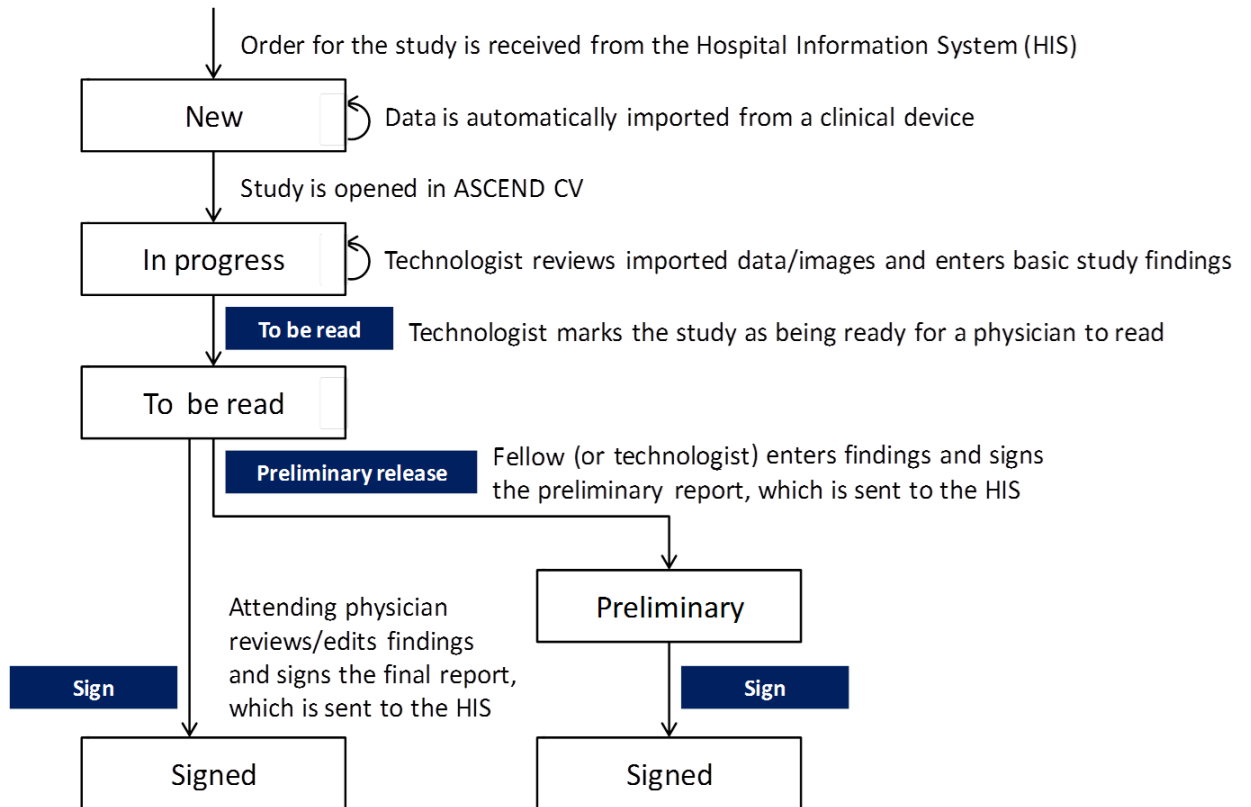 Order for the study is received from the Hospital Information System (HIS)
New
Data is automatically imported from a clinical device
Study is opened in ASCEND CV
In progress
Technologist reviews imported data/images and enters basic study findings
To be read
Technologist marks the study as being ready for a physician to read
To be read
Preliminary release
Fellow (or technologist) enters findings and signs
the preliminary report, which is sent to the HIS
Preliminary
Attending physician
reviews/edits findings
and signs the final report,
which is sent to the HIS
Sign
Sign
Signed
Signed